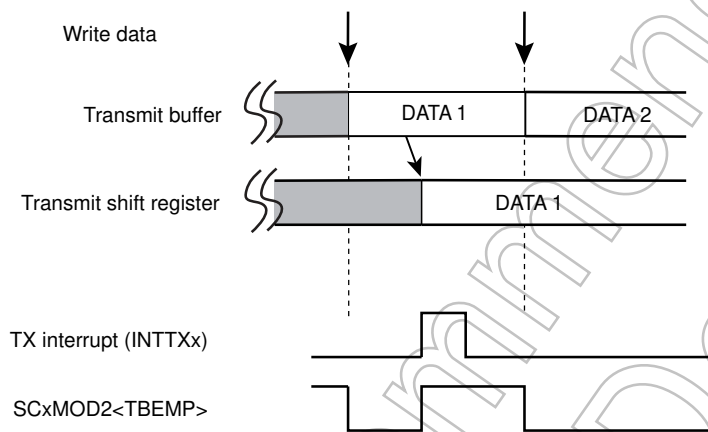 Write data
Transmit buffer
DATA 1
DATA 2
Transmit shift register
DATA 1
TX interrupt (INTTXx)
SCxMOD2<TBEMP>